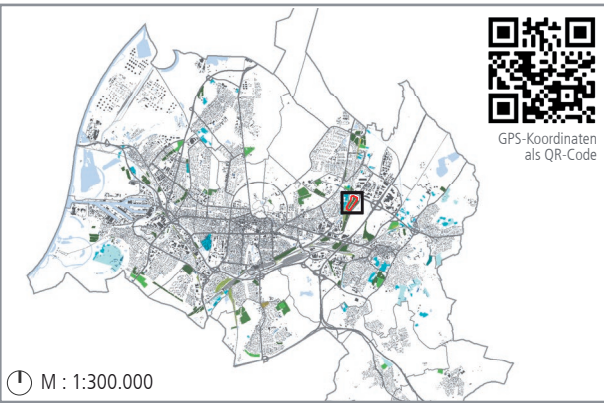 GPS-Koordinaten
als QR-Code
M : 1:300.000